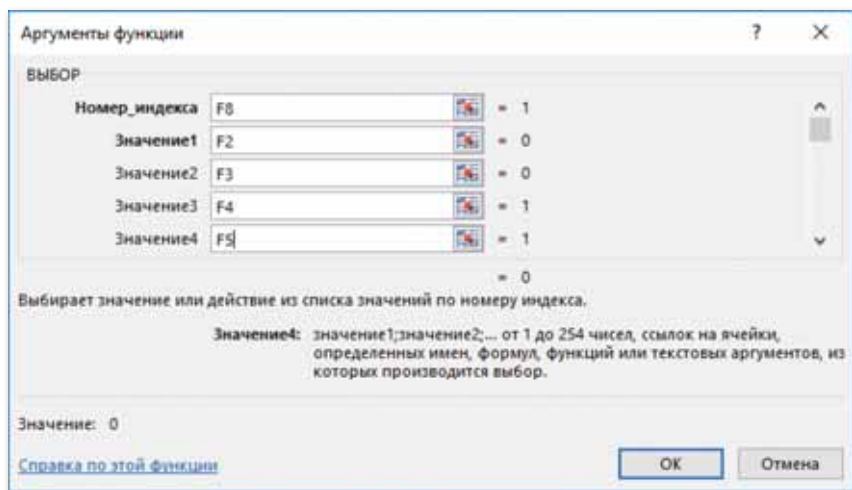 Аргументы функции ? ×
ВЫБОР
Номер_индекса F8 = 1
Значение1 F2 = 0
Значение2 F3 = 0
Значение3 F4 = 1
Значение4 F5 = 1
= 0
Выбирает значение или действие из списка значений по номеру индекса.
Значение4: значение1;значение2;... от 1 до 254 чисел, ссылок на ячейки,
определенных имен, формул, функций или текстовых аргументов, из
которых производится выбор.
Значение: 0
Справка по этой функции ОК Отмена